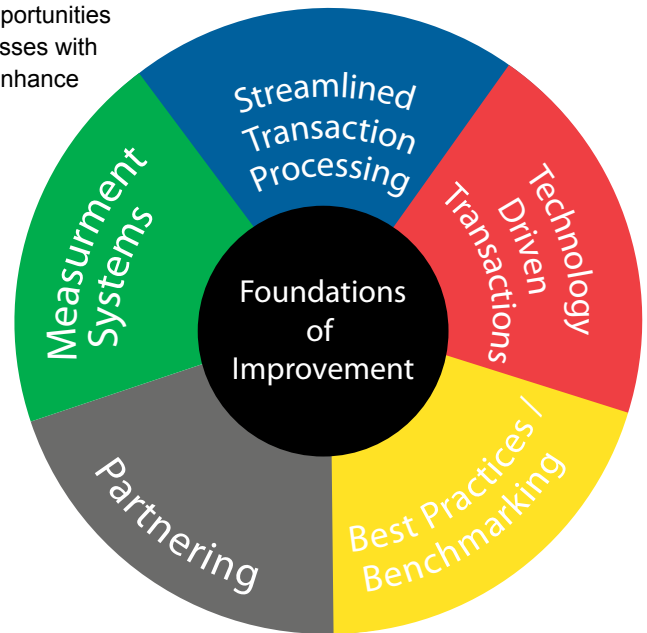 portunities
sses with
nhance
Streamlined
Transaction
Processing
Technology
Driven
Transactions
Best Practices /
Benchmarking
Partnering
Measurment
Systems
Foundations
of
Improvement